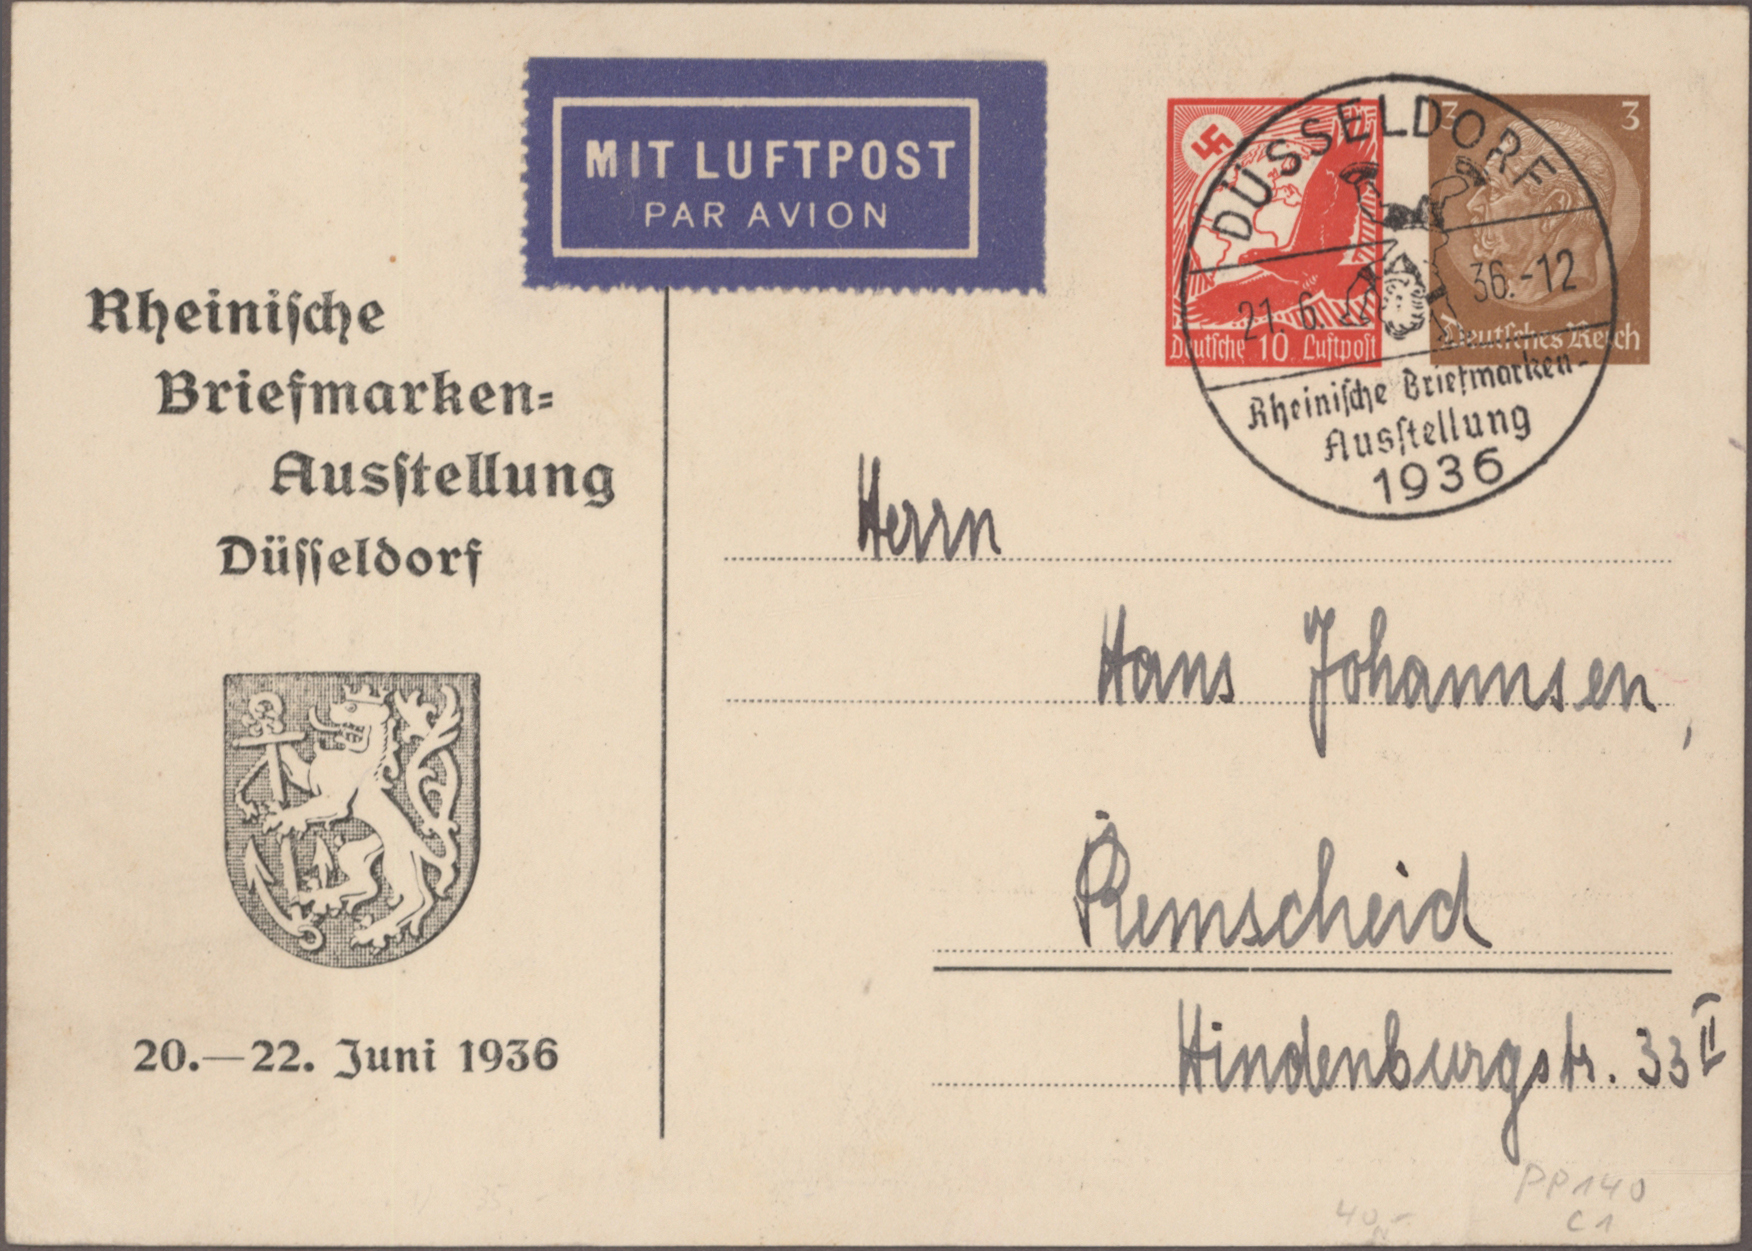 MIT LUFTPOST
PAR AVION
Rheiniſche
Briefmarken=
Ausſtellung
Düſſeldorf
20.—22. Juni 1936
Deutsche 10 Luftpost
3 3
Deutsches Reich
DÜSSELDORF
21. 6. 36.-12
Rheiniſche Briefmarken-
Ausſtellung
1936
Herrn
Hans Johannsen,
Remscheid
Hindenburgstr. 33 II
PP140
C1
40,-